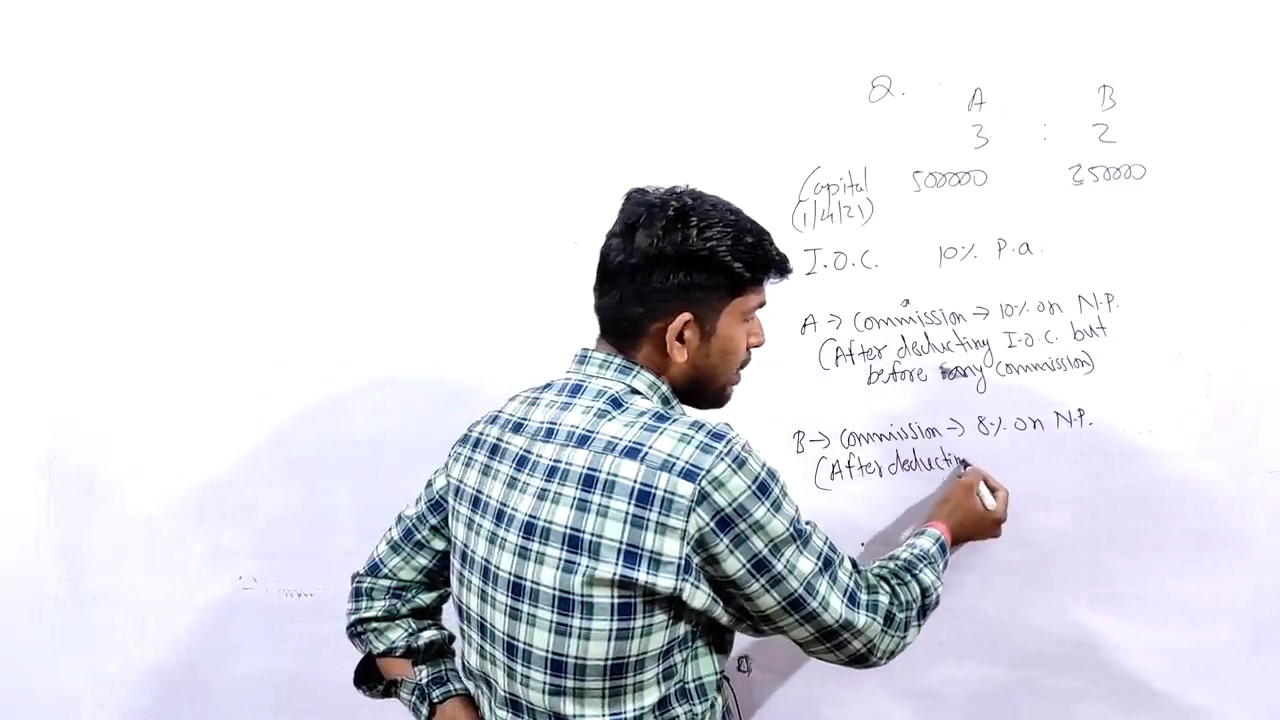 Q. A B
3 : 2
Capital 500000 250000
(1/4/21)
I.O.C. 10% P.a.
A → Commission → 10% on N.P.
(After deducting I.O.C. but
before any Commission)
B → Commission → 8% on N.P.
(After deducting